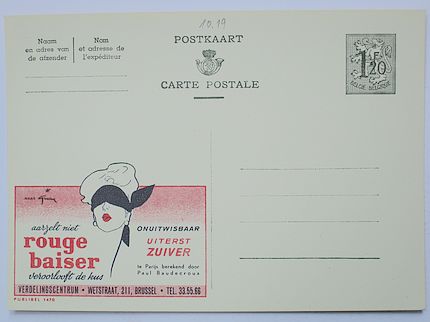 10.19
Naam
en adres van
de afzender
Nom
et adresse de
l'expéditeur
POSTKAART
CARTE POSTALE
1F20
BELGIE-BELGIQUE
aarzelt niet
rouge
baiser
veroorlooft de kus
ONUITWISBAAR
UITERST
ZUIVER
te Parijs berekend door
Paul Baudecroux
VERDELINGSCENTRUM • WETSTRAAT, 211, BRUSSEL • TEL. 33.55.66
PUBLIBEL 1470